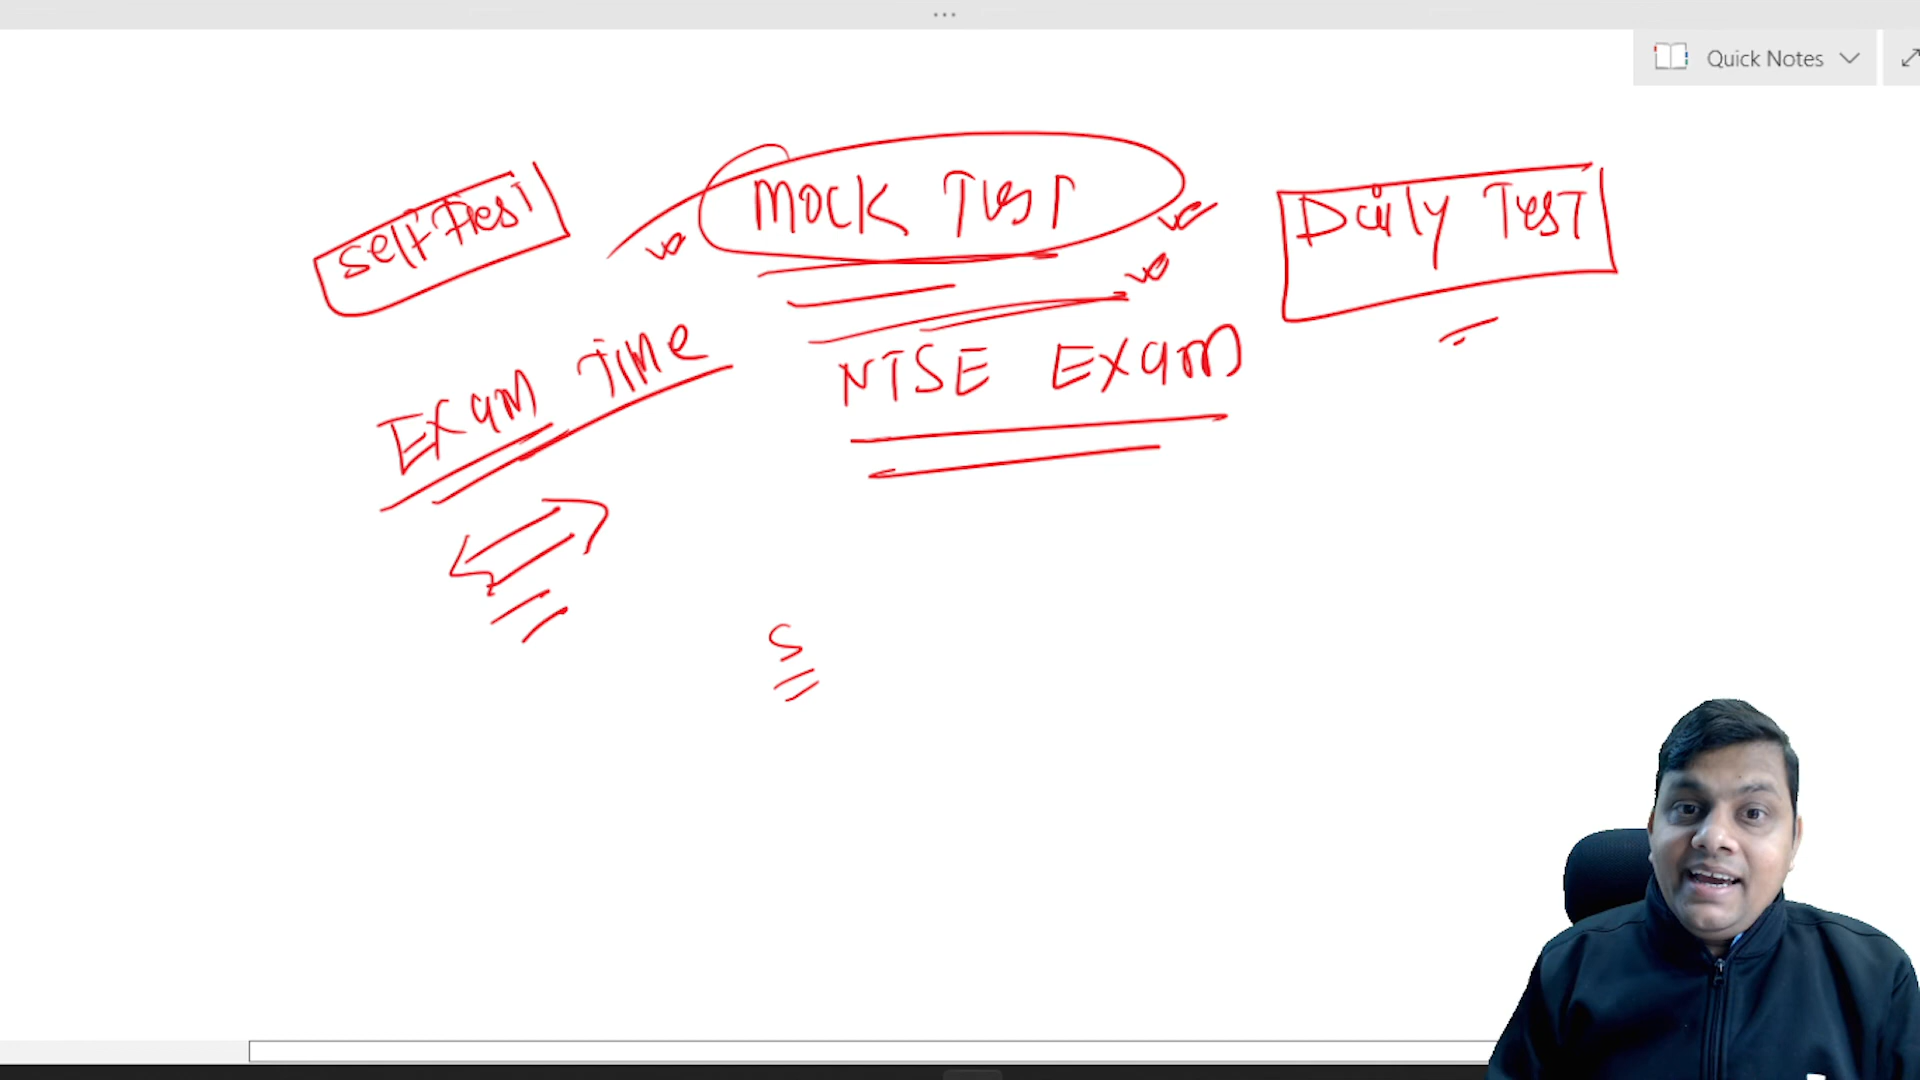 Quick Notes
MOCK TEST
Self Test
Daily Test
EXAM TIME
NTSE EXAM
S